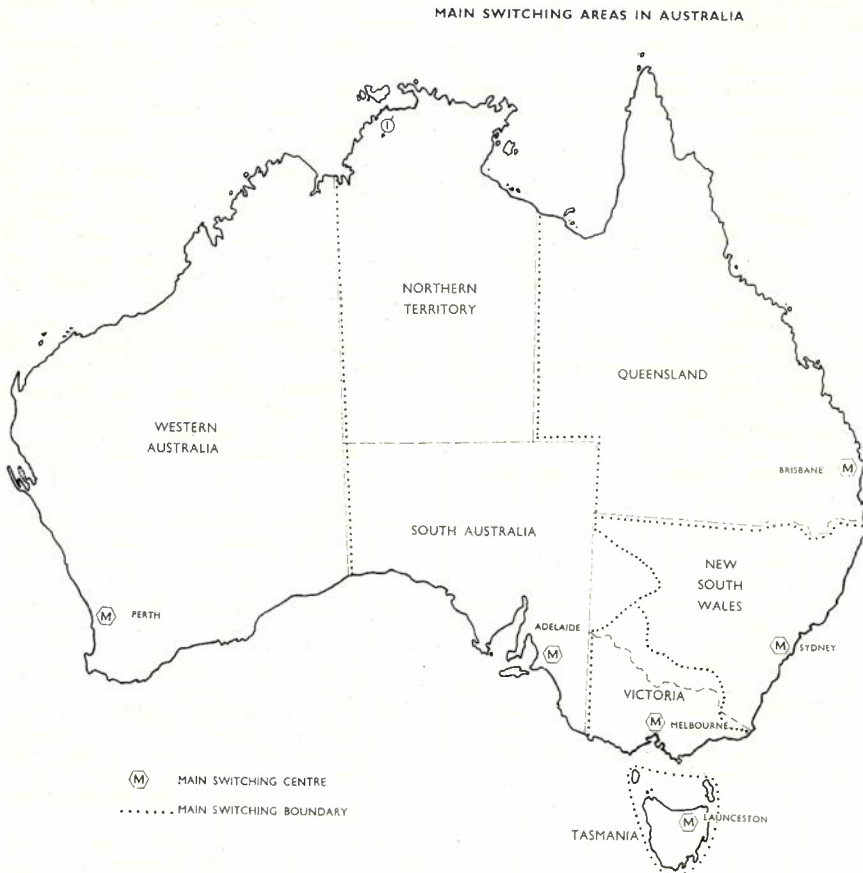 MAIN SWITCHING AREAS IN AUSTRALIA
I
NORTHERN
TERRITORY
QUEENSLAND
WESTERN
AUSTRALIA
BRISBANE M
SOUTH AUSTRALIA
NEW
SOUTH
WALES
M PERTH
ADELAIDE
M
M SYDNEY
VICTORIA
M MELBOURNE
M MAIN SWITCHING CENTRE
MAIN SWITCHING BOUNDARY
M LAUNCESTON
TASMANIA